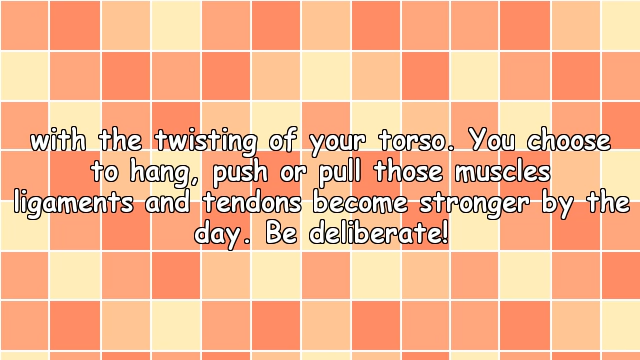 with the twisting of your torso. You choose
to hang, push or pull those muscles
ligaments and tendons become stronger by the
day. Be deliberate!